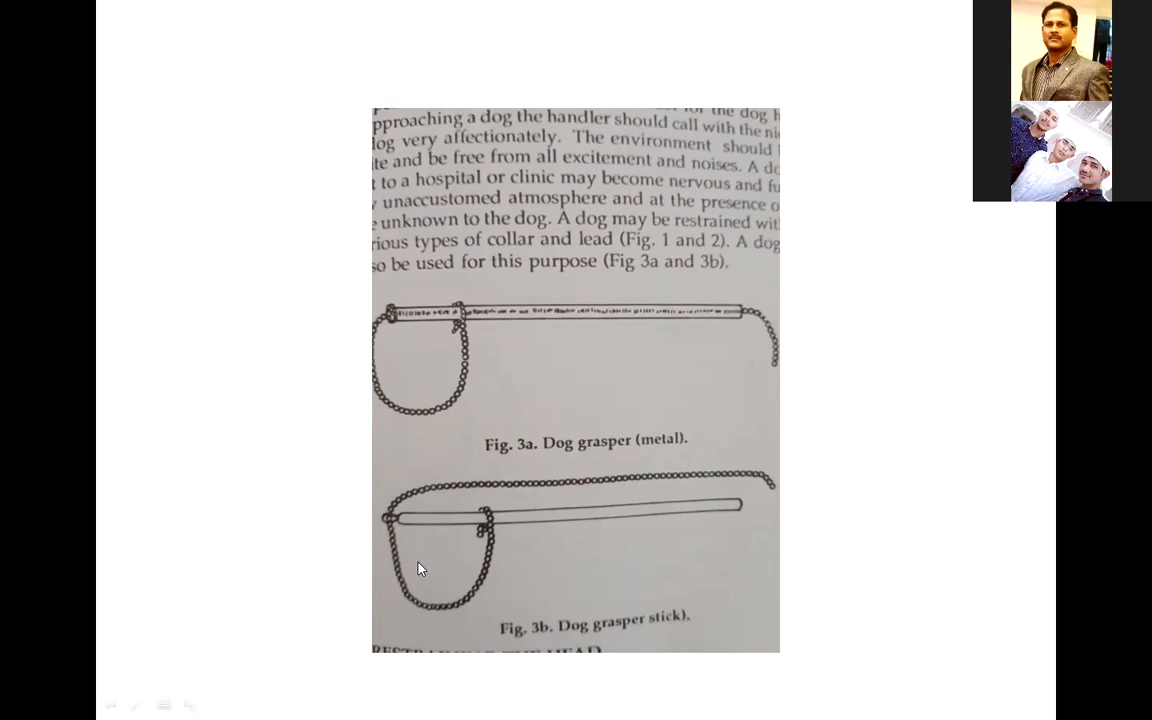 pproaching a dog the handler should call with the ni
log very affectionately. The environment should
ite and be free from all excitement and noises. A do
t to a hospital or clinic may become nervous and fu
unaccustomed atmosphere and at the presence o
e unknown to the dog. A dog may be restrained wit
rious types of collar and lead (Fig. 1 and 2). A dog
so be used for this purpose (Fig 3a and 3b).
Fig. 3a. Dog grasper (metal).
Fig. 3b. Dog grasper stick).